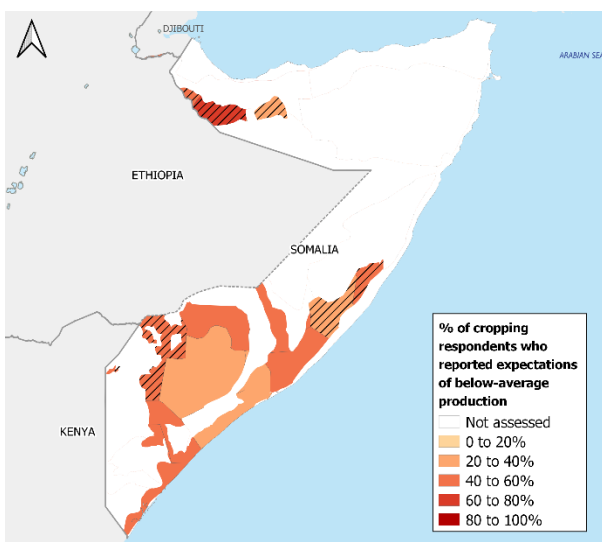 DJIBOUTI
ARABIAN SEA
ETHIOPIA
SOMALIA
KENYA
% of cropping
respondents who
reported expectations
of below-average
production
Not assessed
0 to 20%
20 to 40%
40 to 60%
60 to 80%
80 to 100%